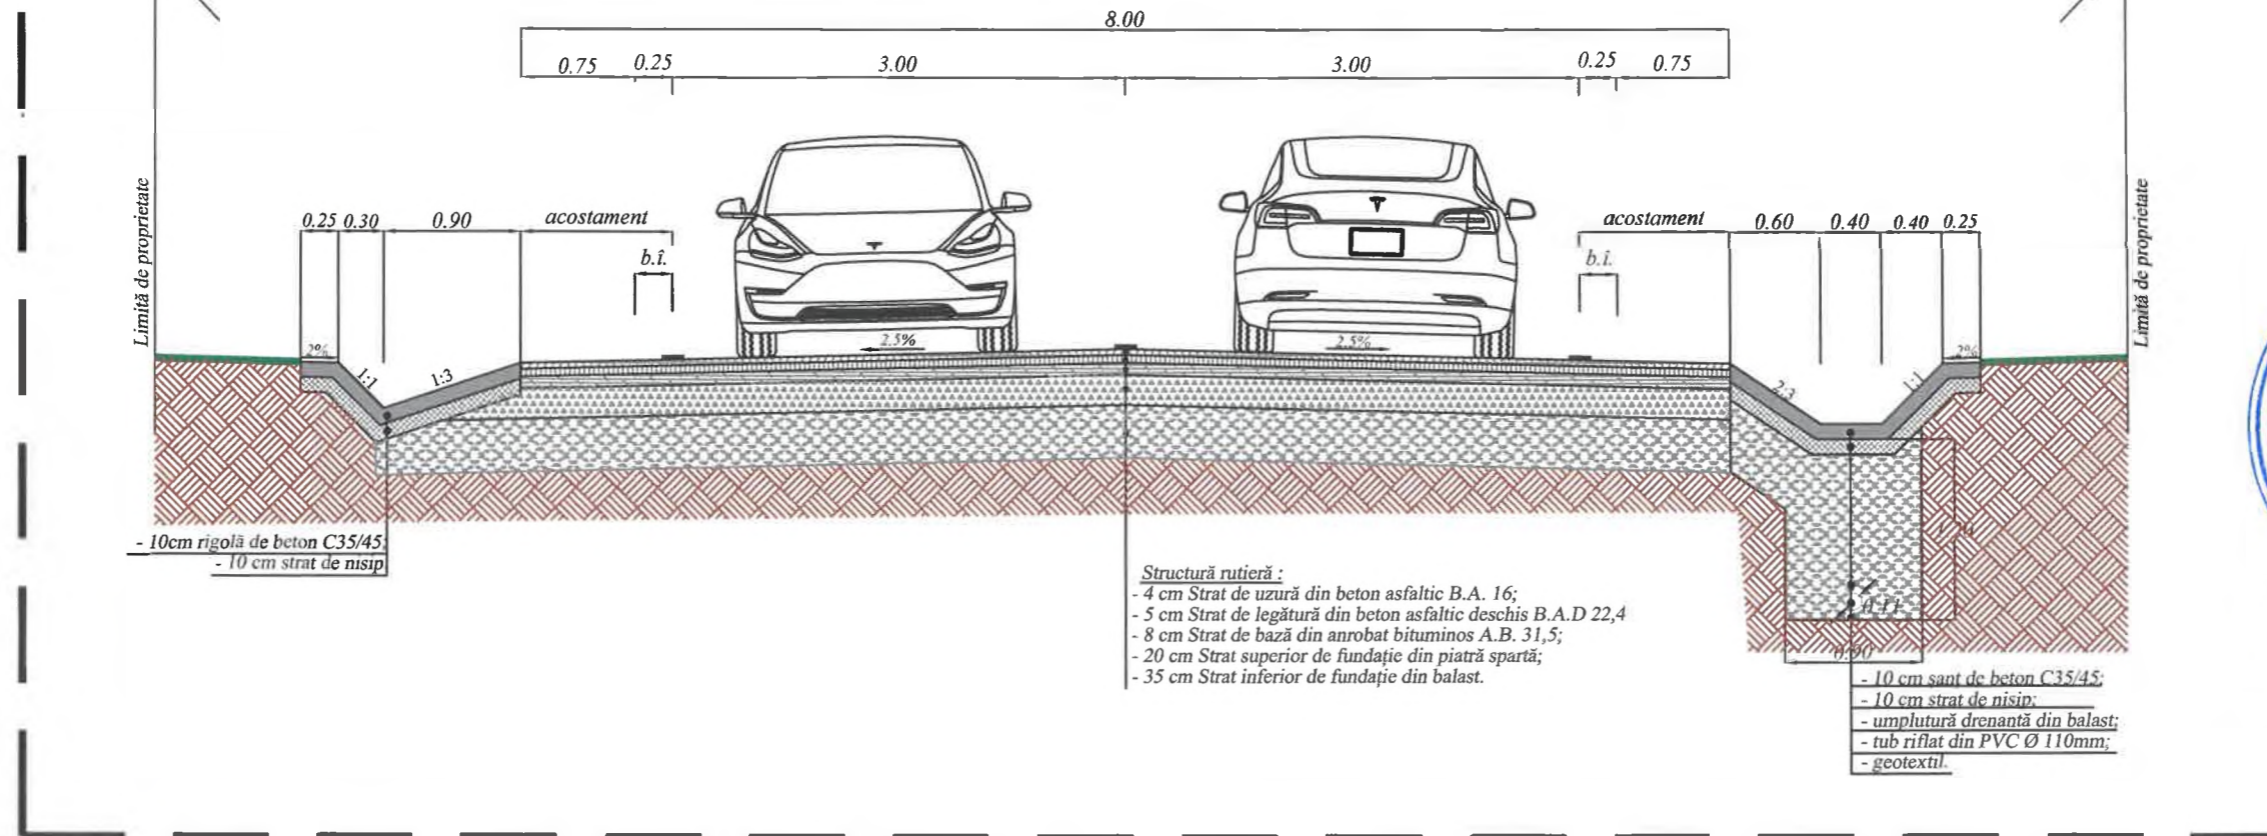 8.00
0.75 0.25 3.00 3.00 0.25 0.75
Limită de proprietate
0.25 0.30 0.90 acostament
b.î.
acostament 0.60 0.40 0.40 0.25
b.î.
Limită de proprietate
2% 1:1 1:3 2.5% 2.5% 2:3 1:1 2%
- 10cm rigolă de beton C35/45;
- 10 cm strat de nisip
Structură rutieră :
- 4 cm Strat de uzură din beton asfaltic B.A. 16;
- 5 cm Strat de legătură din beton asfaltic deschis B.A.D 22,4
- 8 cm Strat de bază din anrobat bituminos A.B. 31,5;
- 20 cm Strat superior de fundație din piatră spartă;
- 35 cm Strat inferior de fundație din balast.
0.11
0.90
- 10 cm șanț de beton C35/45;
- 10 cm strat de nisip;
- umplutură drenantă din balast;
- tub riflat din PVC Ø 110mm;
- geotextil.